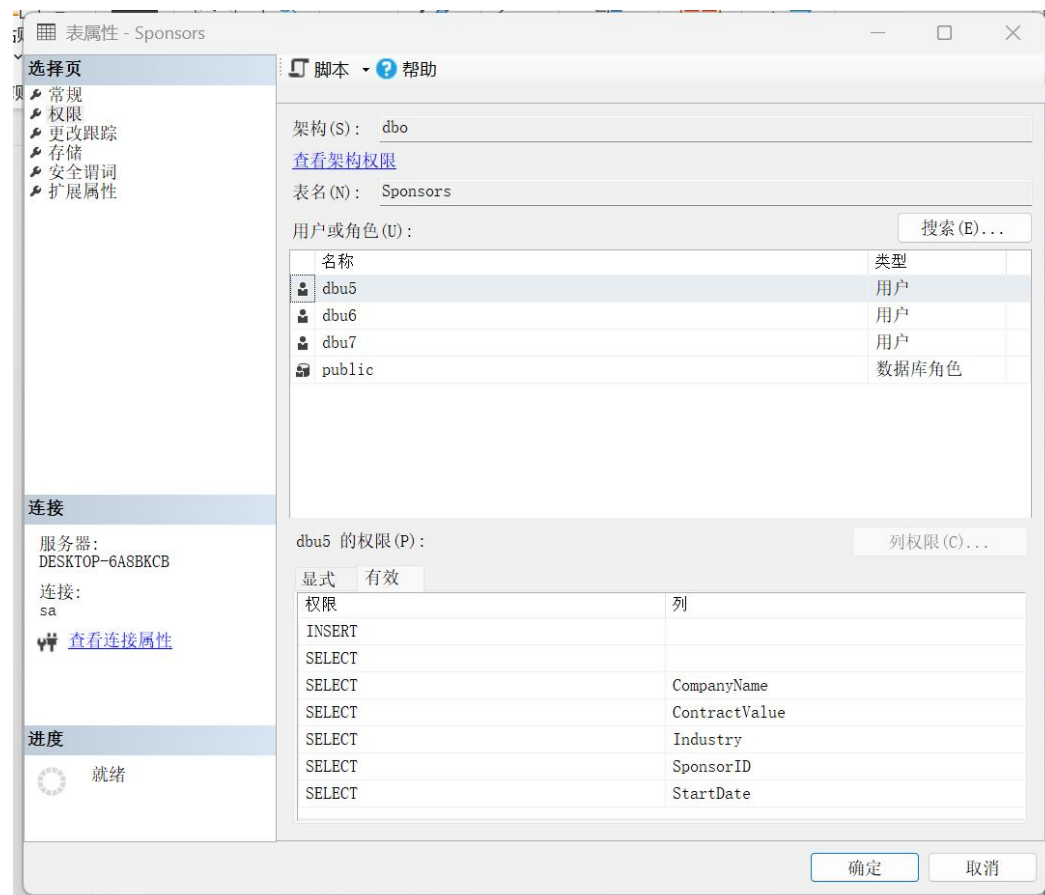 表属性 - Sponsors
选择页
常规
权限
更改跟踪
存储
安全谓词
扩展属性
脚本 帮助
架构(S): dbo
查看架构权限
表名(N): Sponsors
用户或角色(U): 搜索(E)...
名称 类型
dbu5 用户
dbu6 用户
dbu7 用户
public 数据库角色
连接
服务器:
DESKTOP-6A8BKCB
连接:
sa
查看连接属性
进度
就绪
dbu5 的权限(P): 列权限(C)...
显式 有效
权限 列
INSERT
SELECT
SELECT CompanyName
SELECT ContractValue
SELECT Industry
SELECT SponsorID
SELECT StartDate
确定 取消